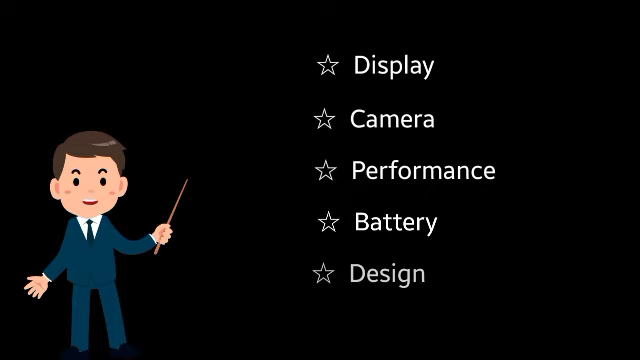 ☆ Display
☆ Camera
☆ Performance
☆ Battery
☆ Design